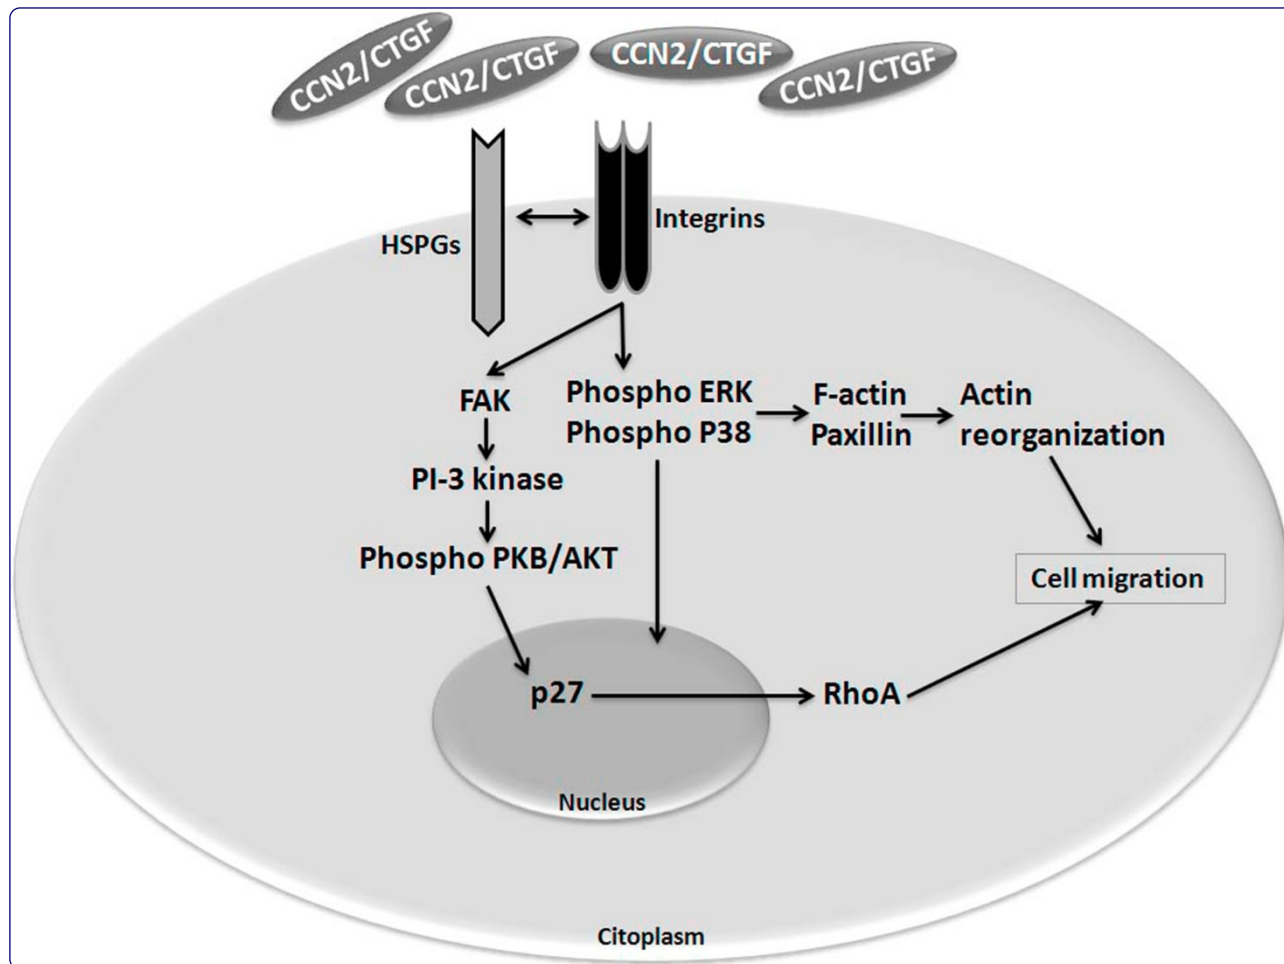 CCN2/CTGF
CCN2/CTGF
CCN2/CTGF
CCN2/CTGF
HSPGs
Integrins
FAK
Phospho ERK
Phospho P38
F-actin
Paxillin
Actin
reorganization
PI-3 kinase
Phospho PKB/AKT
Cell migration
p27
RhoA
Nucleus
Citoplasm